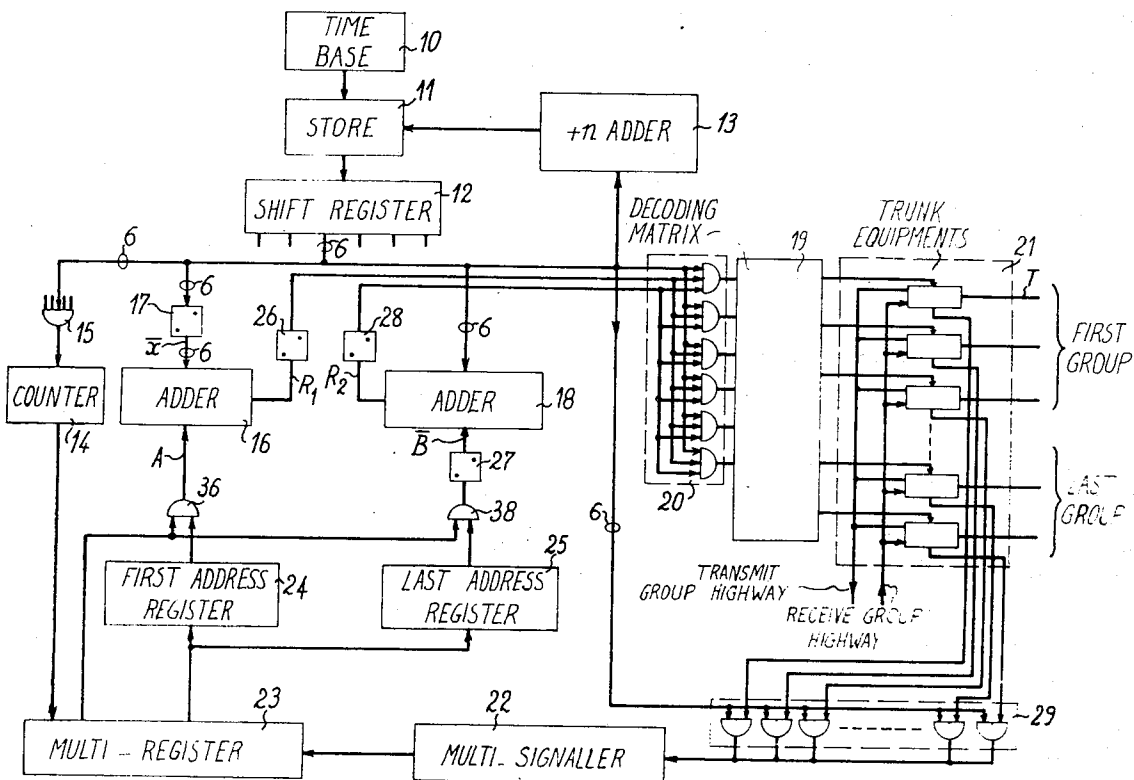 TIME
BASE
10
11
STORE
+n ADDER
13
12
SHIFT REGISTER
6
6
DECODING
MATRIX
19
TRUNK
EQUIPMENTS
21
T
15
17
6
x̅
6
26
28
6
FIRST
GROUP
COUNTER
14
ADDER
16
R1
R2
ADDER
18
B̅
27
A
36
38
20
6
LAST
GROUP
FIRST ADDRESS
REGISTER
24
25
LAST ADDRESS
REGISTER
TRANSMIT
GROUP HIGHWAY
RECEIVE GROUP
HIGHWAY
23
MULTI-REGISTER
22
MULTI-SIGNALLER
29